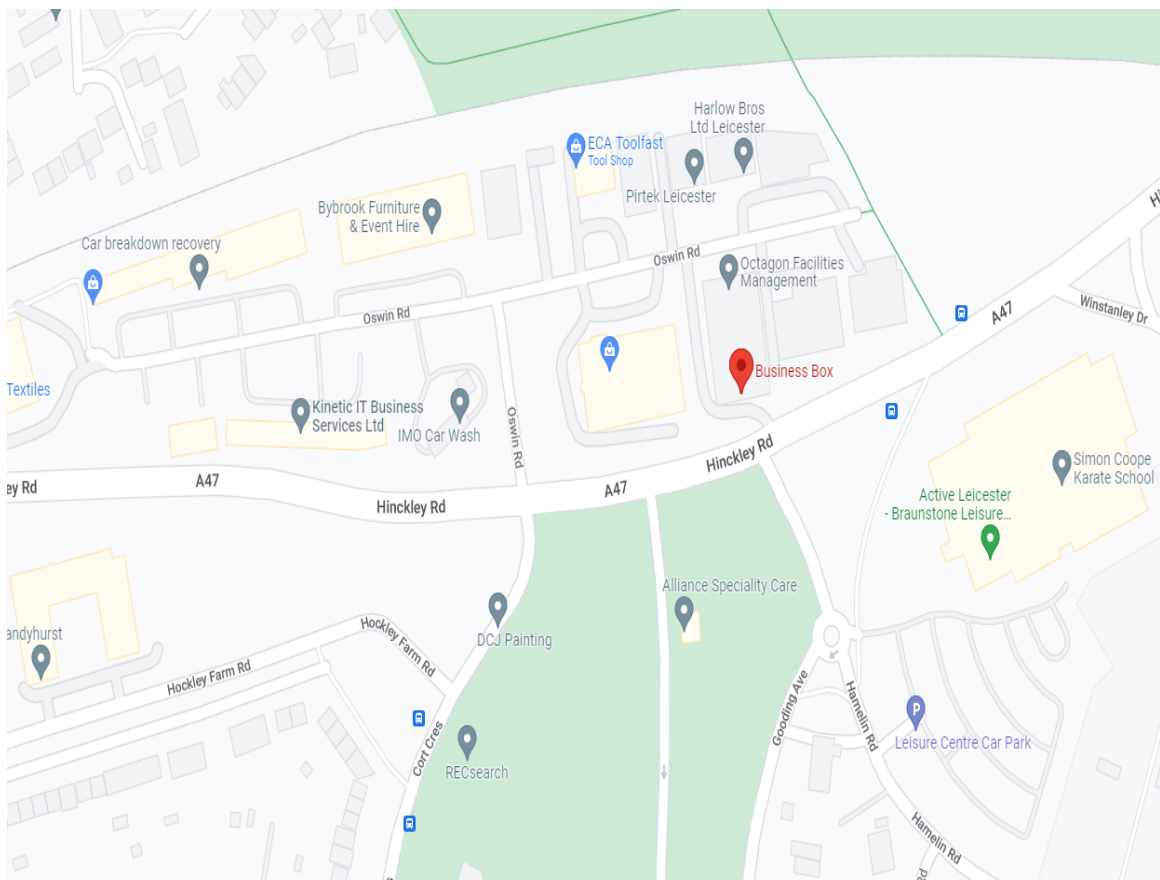 Harlow Bros
Ltd Leicester
ECA Toolfast
Tool Shop
Pirtek Leicester
Bybrook Furniture
& Event Hire
Car breakdown recovery
Oswin Rd
Octagon Facilities
Management
Hi
A47
Winstanley Dr
Oswin Rd
Business Box
Textiles
Kinetic IT Business
Services Ltd
IMO Car Wash
Oswin Rd
Hinckley Rd
Simon Coope
Karate School
ey Rd
A47
A47
Hinckley Rd
Active Leicester
- Braunstone Leisure...
Alliance Speciality Care
andyhurst
Hockley Farm Rd
DCJ Painting
Hockley Farm Rd
Gooding Ave
Hamelin Rd
P
Leisure Centre Car Park
Cort Cres
RECsearch
Hamelin Rd
Rd